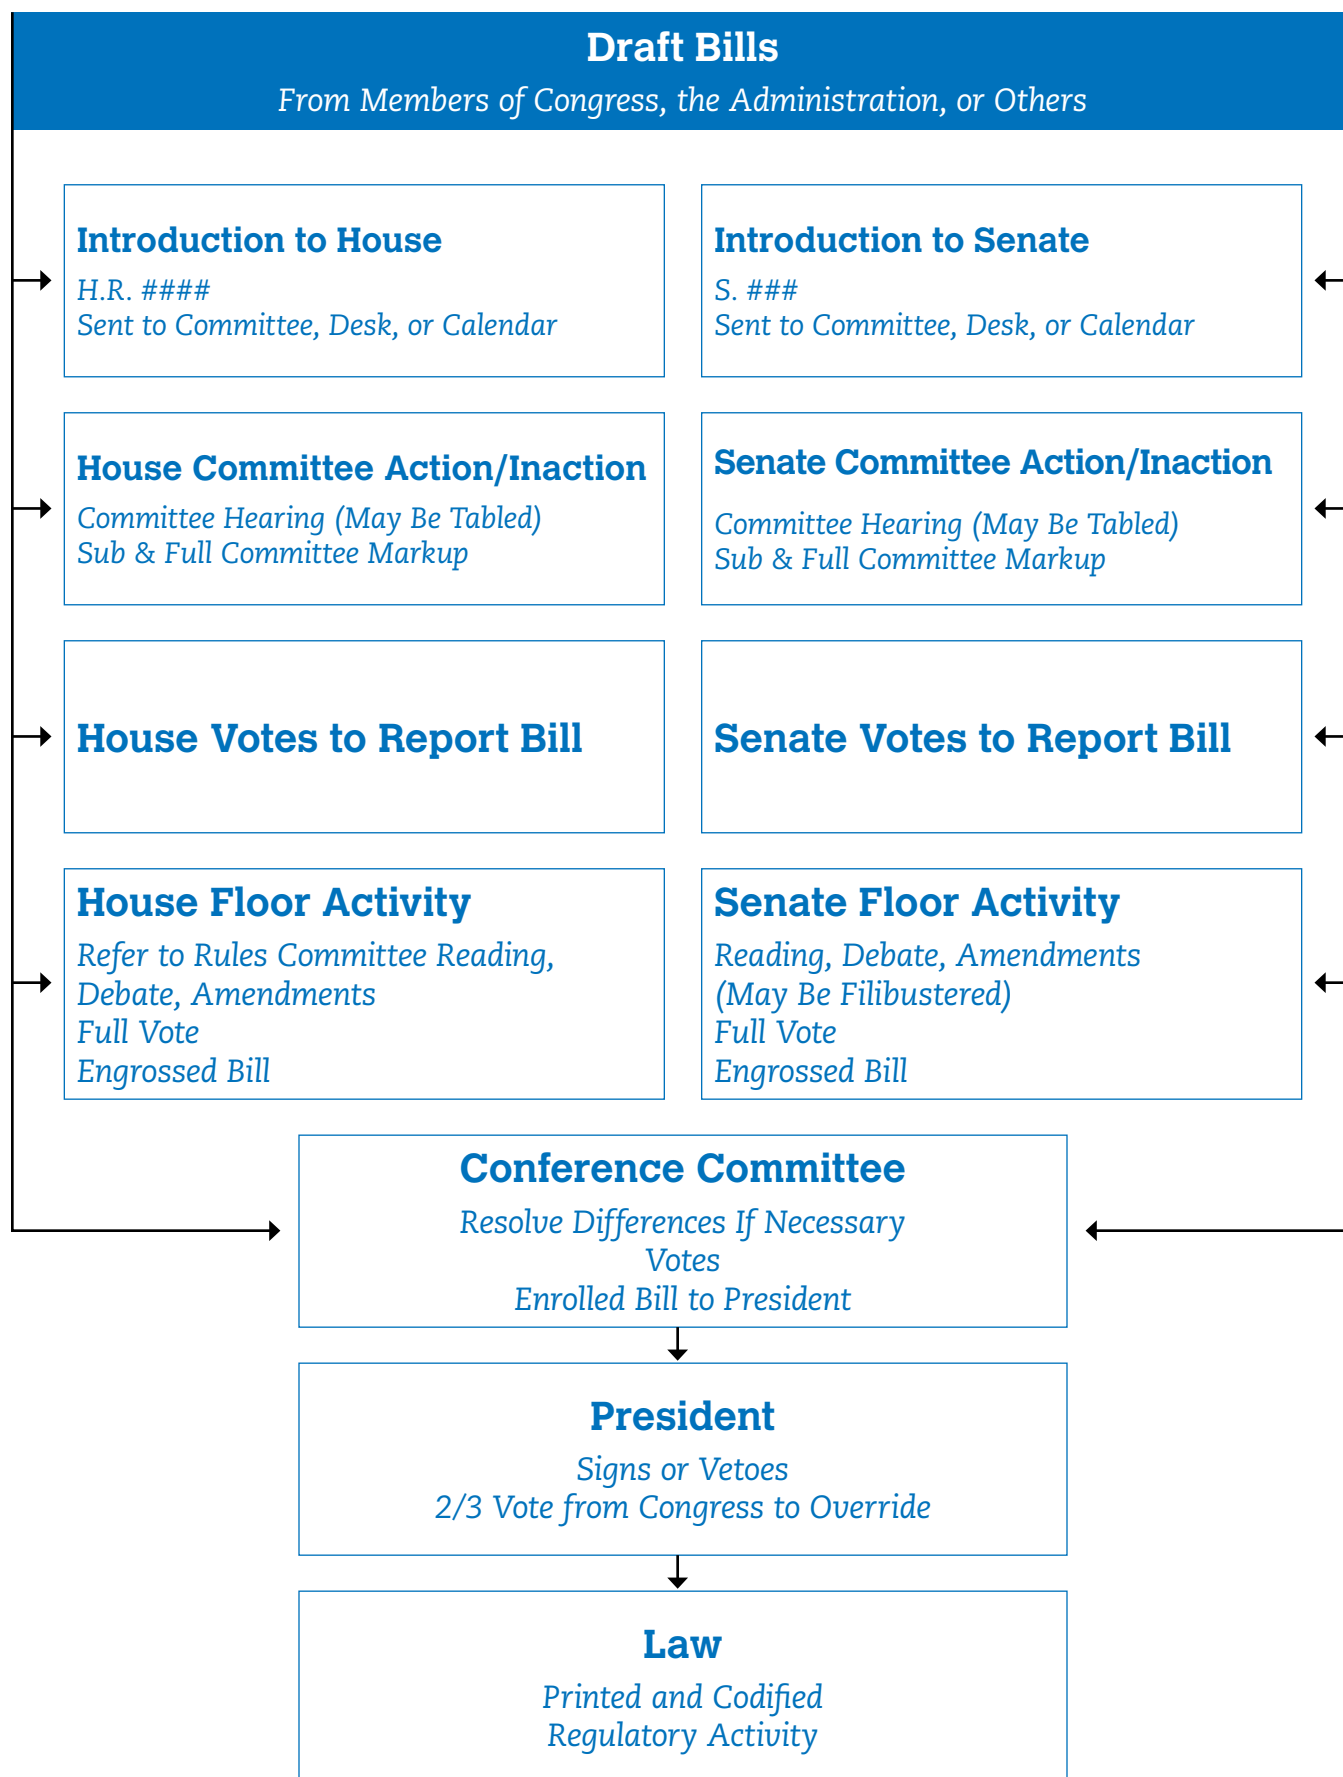 Draft Bills
From Members of Congress, the Administration, or Others
Introduction to House
H.R. ####
Sent to Committee, Desk, or Calendar
Introduction to Senate
S. ###
Sent to Committee, Desk, or Calendar
House Committee Action/Inaction
Committee Hearing (May Be Tabled)
Sub & Full Committee Markup
Senate Committee Action/Inaction
Committee Hearing (May Be Tabled)
Sub & Full Committee Markup
House Votes to Report Bill
Senate Votes to Report Bill
House Floor Activity
Refer to Rules Committee Reading,
Debate, Amendments
Full Vote
Engrossed Bill
Senate Floor Activity
Reading, Debate, Amendments
(May Be Filibustered)
Full Vote
Engrossed Bill
Conference Committee
Resolve Differences If Necessary
Votes
Enrolled Bill to President
President
Signs or Vetoes
2/3 Vote from Congress to Override
Law
Printed and Codified
Regulatory Activity